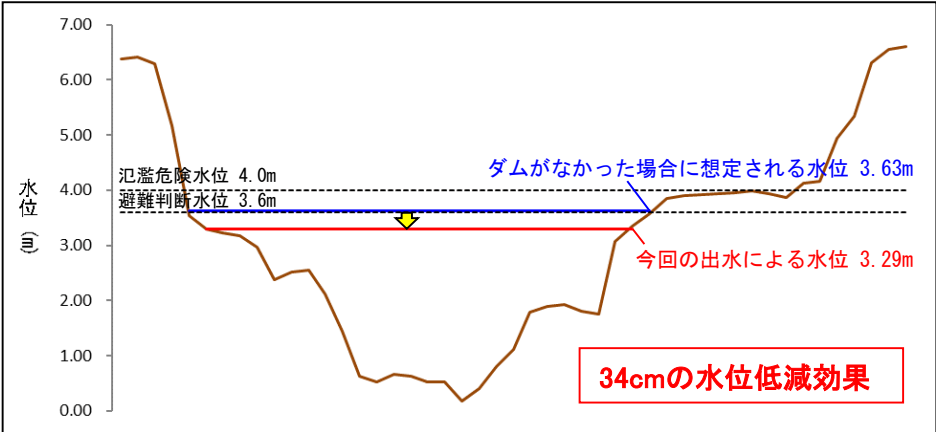 7.00
6.00
5.00
4.00
3.00
2.00
1.00
0.00
水位 (m)
氾濫危険水位 4.0m
避難判断水位 3.6m
ダムがなかった場合に想定される水位 3.63m
今回の出水による水位 3.29m
34cmの水位低減効果